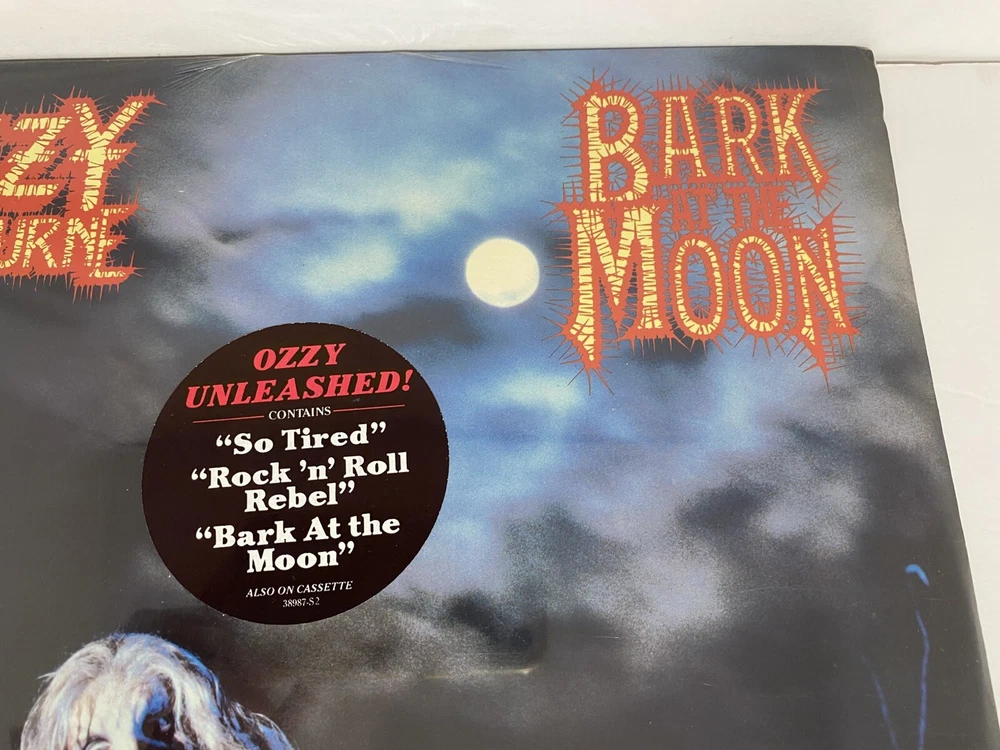 ZZY
URNE
BARK
AT THE
MOON
OZZY
UNLEASHED!
CONTAINS
“So Tired”
“Rock ’n’ Roll
Rebel”
“Bark At the
Moon”
ALSO ON CASSETTE
38987-S2